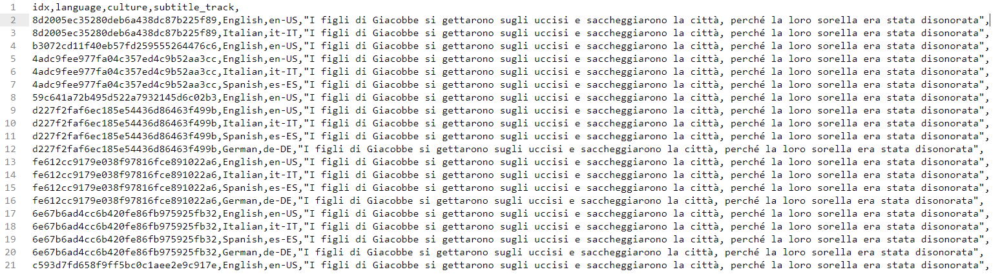 1 idx,language,culture,subtitle_track,
2 8d2005ec35280deb6a438dc87b225f89,English,en-US,"I figli di Giacobbe si gettarono sugli uccisi e saccheggiarono la città, perché la loro sorella era stata disonorata",
3 8d2005ec35280deb6a438dc87b225f89,Italian,it-IT,"I figli di Giacobbe si gettarono sugli uccisi e saccheggiarono la città, perché la loro sorella era stata disonorata",
4 b3072cd11f40eb57fd259555264476c6,English,en-US,"I figli di Giacobbe si gettarono sugli uccisi e saccheggiarono la città, perché la loro sorella era stata disonorata",
5 4adc9fee977fa04c357ed4c9b52aa3cc,English,en-US,"I figli di Giacobbe si gettarono sugli uccisi e saccheggiarono la città, perché la loro sorella era stata disonorata",
6 4adc9fee977fa04c357ed4c9b52aa3cc,Italian,it-IT,"I figli di Giacobbe si gettarono sugli uccisi e saccheggiarono la città, perché la loro sorella era stata disonorata",
7 4adc9fee977fa04c357ed4c9b52aa3cc,Spanish,es-ES,"I figli di Giacobbe si gettarono sugli uccisi e saccheggiarono la città, perché la loro sorella era stata disonorata",
8 59c641a72b495d522a7932145d6c02b3,English,en-US,"I figli di Giacobbe si gettarono sugli uccisi e saccheggiarono la città, perché la loro sorella era stata disonorata",
9 d227f2faf6ec185e54436d86463f499b,English,en-US,"I figli di Giacobbe si gettarono sugli uccisi e saccheggiarono la città, perché la loro sorella era stata disonorata",
10 d227f2faf6ec185e54436d86463f499b,Italian,it-IT,"I figli di Giacobbe si gettarono sugli uccisi e saccheggiarono la città, perché la loro sorella era stata disonorata",
11 d227f2faf6ec185e54436d86463f499b,Spanish,es-ES,"I figli di Giacobbe si gettarono sugli uccisi e saccheggiarono la città, perché la loro sorella era stata disonorata",
12 d227f2faf6ec185e54436d86463f499b,German,de-DE,"I figli di Giacobbe si gettarono sugli uccisi e saccheggiarono la città, perché la loro sorella era stata disonorata",
13 fe612cc9179e038f97816fce891022a6,English,en-US,"I figli di Giacobbe si gettarono sugli uccisi e saccheggiarono la città, perché la loro sorella era stata disonorata",
14 fe612cc9179e038f97816fce891022a6,Italian,it-IT,"I figli di Giacobbe si gettarono sugli uccisi e saccheggiarono la città, perché la loro sorella era stata disonorata",
15 fe612cc9179e038f97816fce891022a6,Spanish,es-ES,"I figli di Giacobbe si gettarono sugli uccisi e saccheggiarono la città, perché la loro sorella era stata disonorata",
16 fe612cc9179e038f97816fce891022a6,German,de-DE,"I figli di Giacobbe si gettarono sugli uccisi e saccheggiarono la città, perché la loro sorella era stata disonorata",
17 6e67b6ad4cc6b420fe86fb975925fb32,English,en-US,"I figli di Giacobbe si gettarono sugli uccisi e saccheggiarono la città, perché la loro sorella era stata disonorata",
18 6e67b6ad4cc6b420fe86fb975925fb32,Italian,it-IT,"I figli di Giacobbe si gettarono sugli uccisi e saccheggiarono la città, perché la loro sorella era stata disonorata",
19 6e67b6ad4cc6b420fe86fb975925fb32,Spanish,es-ES,"I figli di Giacobbe si gettarono sugli uccisi e saccheggiarono la città, perché la loro sorella era stata disonorata",
20 6e67b6ad4cc6b420fe86fb975925fb32,German,de-DE,"I figli di Giacobbe si gettarono sugli uccisi e saccheggiarono la città, perché la loro sorella era stata disonorata",
21 c593d7fd658f9ff5bc0c1aee2e9c917e,English,en-US,"I figli di Giacobbe si gettarono sugli uccisi e saccheggiarono la città, perché la loro sorella era stata disonorata",